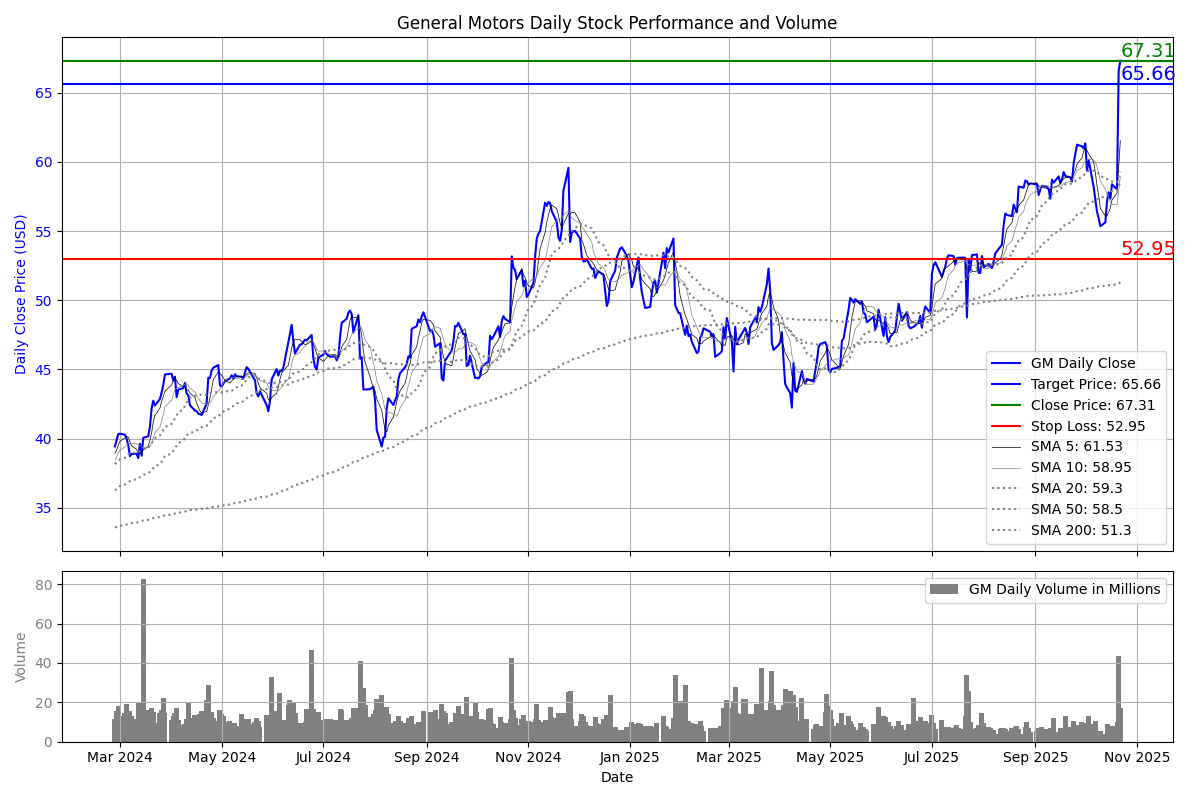 General Motors Daily Stock Performance and Volume
67.31
65.66
52.95
65
60
55
50
45
40
35
Daily Close Price (USD)
GM Daily Close
Target Price: 65.66
Close Price: 67.31
Stop Loss: 52.95
SMA 5: 61.53
SMA 10: 58.95
SMA 20: 59.3
SMA 50: 58.5
SMA 200: 51.3
80
60
40
20
0
Volume
GM Daily Volume in Millions
Mar 2024
May 2024
Jul 2024
Sep 2024
Nov 2024
Jan 2025
Mar 2025
May 2025
Jul 2025
Sep 2025
Nov 2025
Date